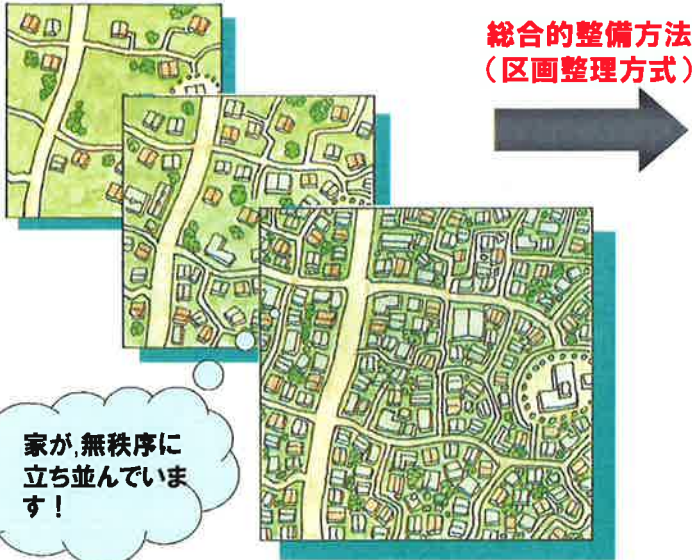 総合的整備方法
（区画整理方式）
家が,無秩序に
立ち並んでいま
す！